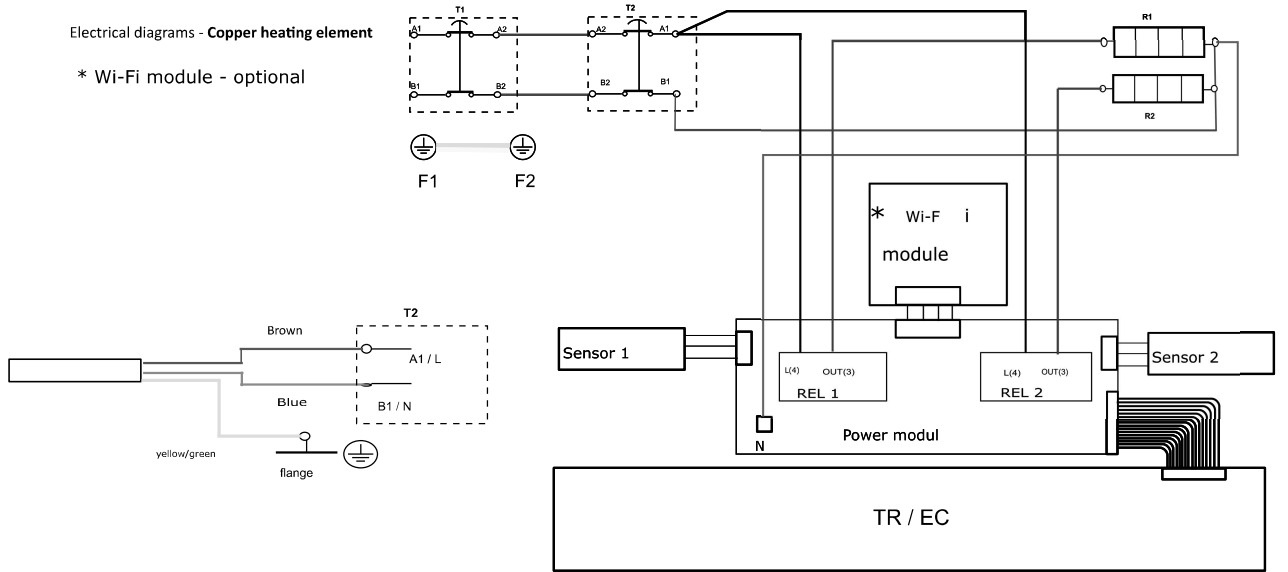 Electrical diagrams - Copper heating element
* Wi-Fi module - optional
T1
A1
A2
B1
B2
T2
A2
A1
B2
B1
R1
R2
F1
F2
* Wi-F i
module
T2
Brown
A1 / L
Blue
B1 / N
yellow/green
flange
Sensor 1
Sensor 2
L(4)
OUT(3)
REL 1
L(4)
OUT(3)
REL 2
N
Power modul
TR / EC